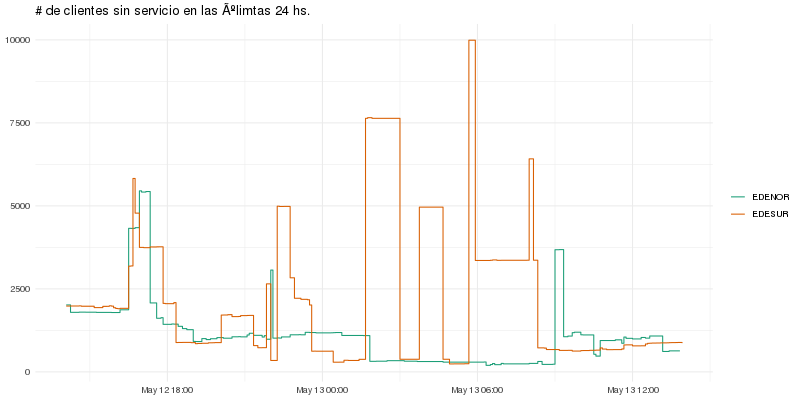 # de clientes sin servicio en las Ãºlimtas 24 hs.
10000
7500
5000
2500
0
May 12 18:00
May 13 00:00
May 13 06:00
May 13 12:00
EDENOR
EDESUR